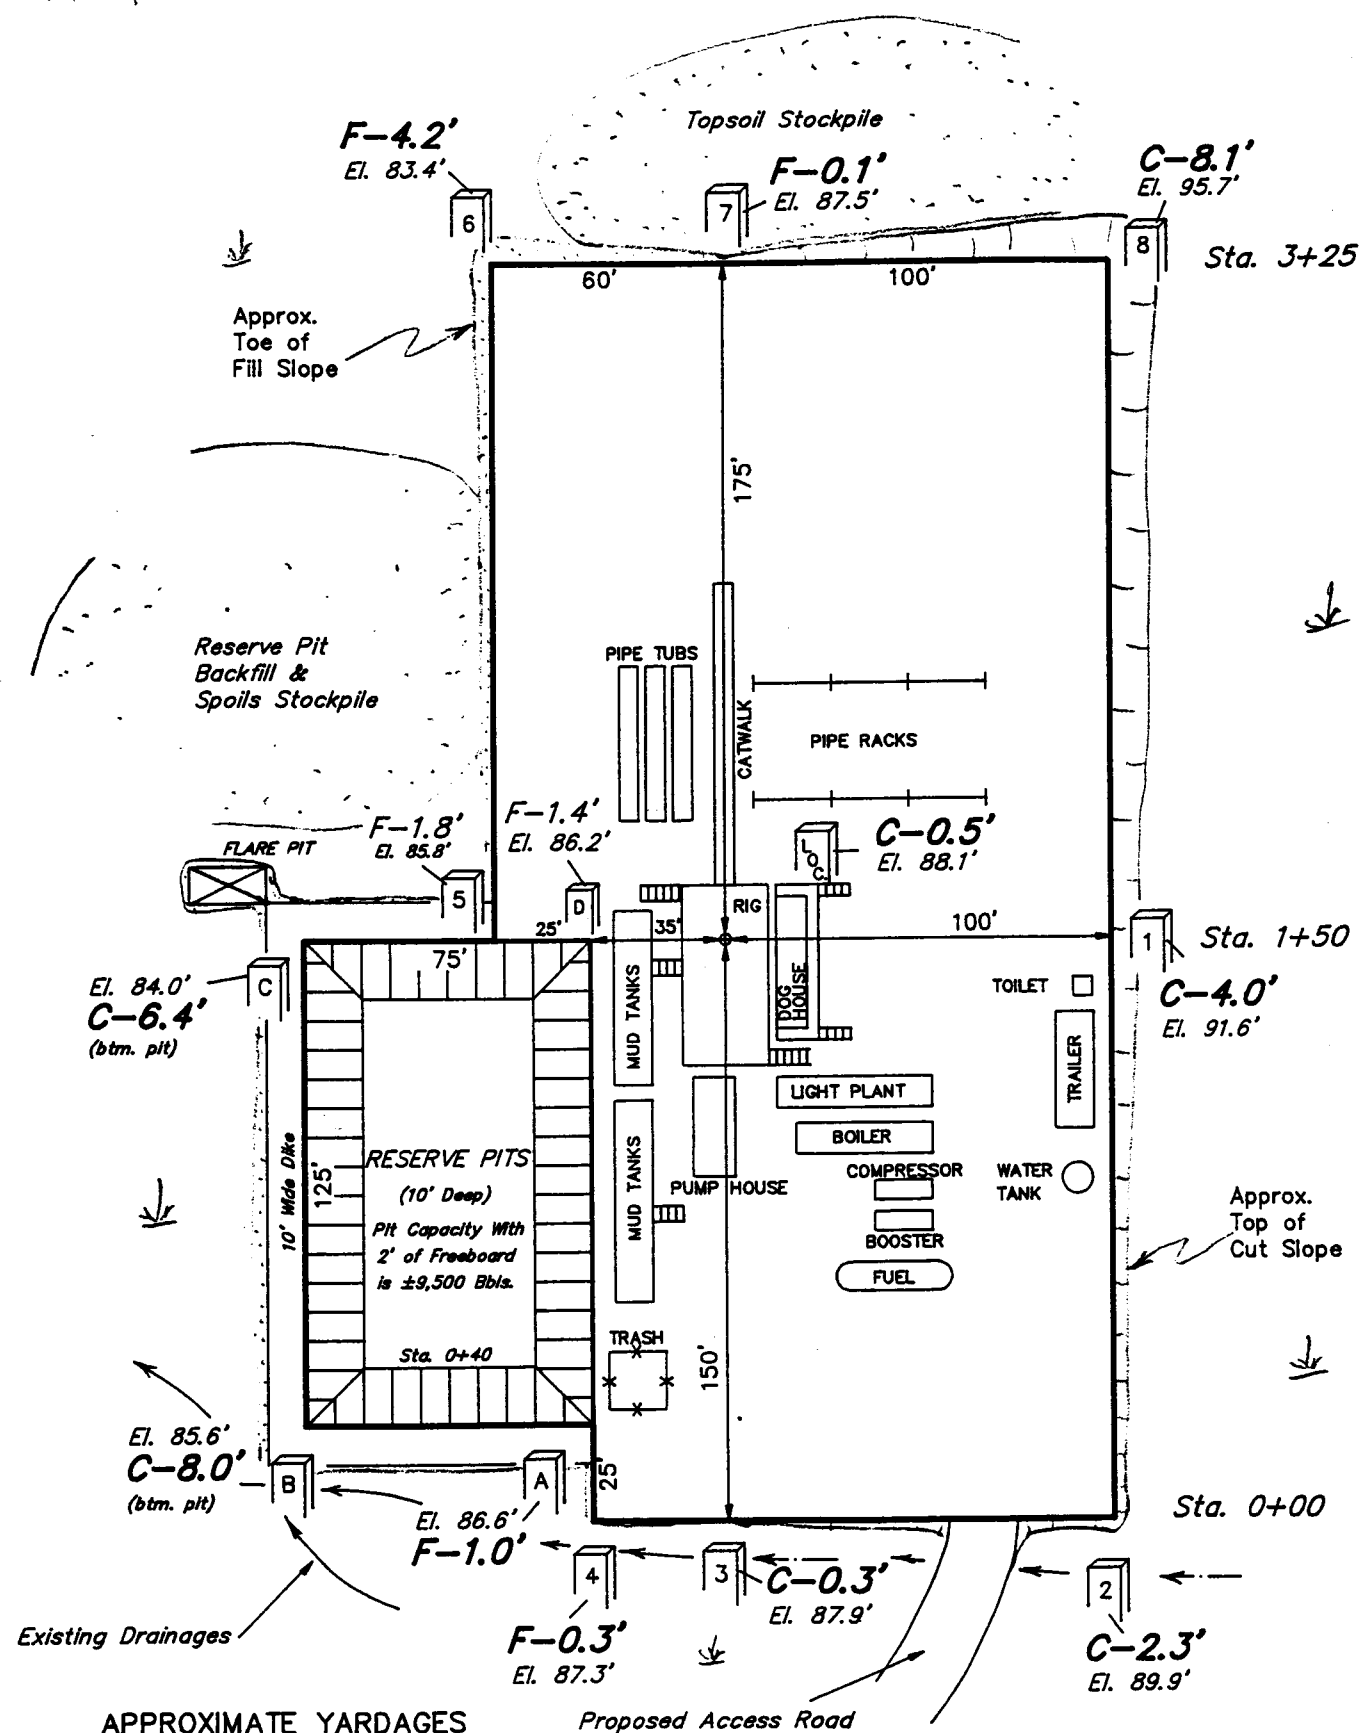 Topsoil Stockpile
F-4.2'
El. 83.4'
F-0.1'
El. 87.5'
C-8.1'
El. 95.7'
6
7
8
Sta. 3+25
60'
100'
Approx.
Toe of
Fill Slope
175'
Reserve Pit
Backfill &
Spoils Stockpile
PIPE TUBS
CATWALK
PIPE RACKS
F-1.8'
El. 85.8'
F-1.4'
El. 86.2'
C-0.5'
El. 88.1'
LOC.
FLARE PIT
5
D
RIG
25'
35'
100'
1
Sta. 1+50
75'
El. 84.0'
C-6.4'
(btm. pit)
C
MUD TANKS
DOG HOUSE
TOILET
C-4.0'
El. 91.6'
TRAILER
LIGHT PLANT
BOILER
10' Wide Dike
125'
RESERVE PITS
(10' Deep)
Pit Capacity With
2' of Freeboard
is ±9,500 Bbls.
MUD TANKS
PUMP HOUSE
COMPRESSOR
WATER
TANK
BOOSTER
FUEL
Approx.
Top of
Cut Slope
TRASH
Sta. 0+40
150'
El. 85.6'
C-8.0'
(btm. pit)
B
A
25'
El. 86.6'
F-1.0'
Sta. 0+00
4
3
2
C-0.3'
El. 87.9'
Existing Drainages
F-0.3'
El. 87.3'
C-2.3'
El. 89.9'
APPROXIMATE YARDAGES
Proposed Access Road